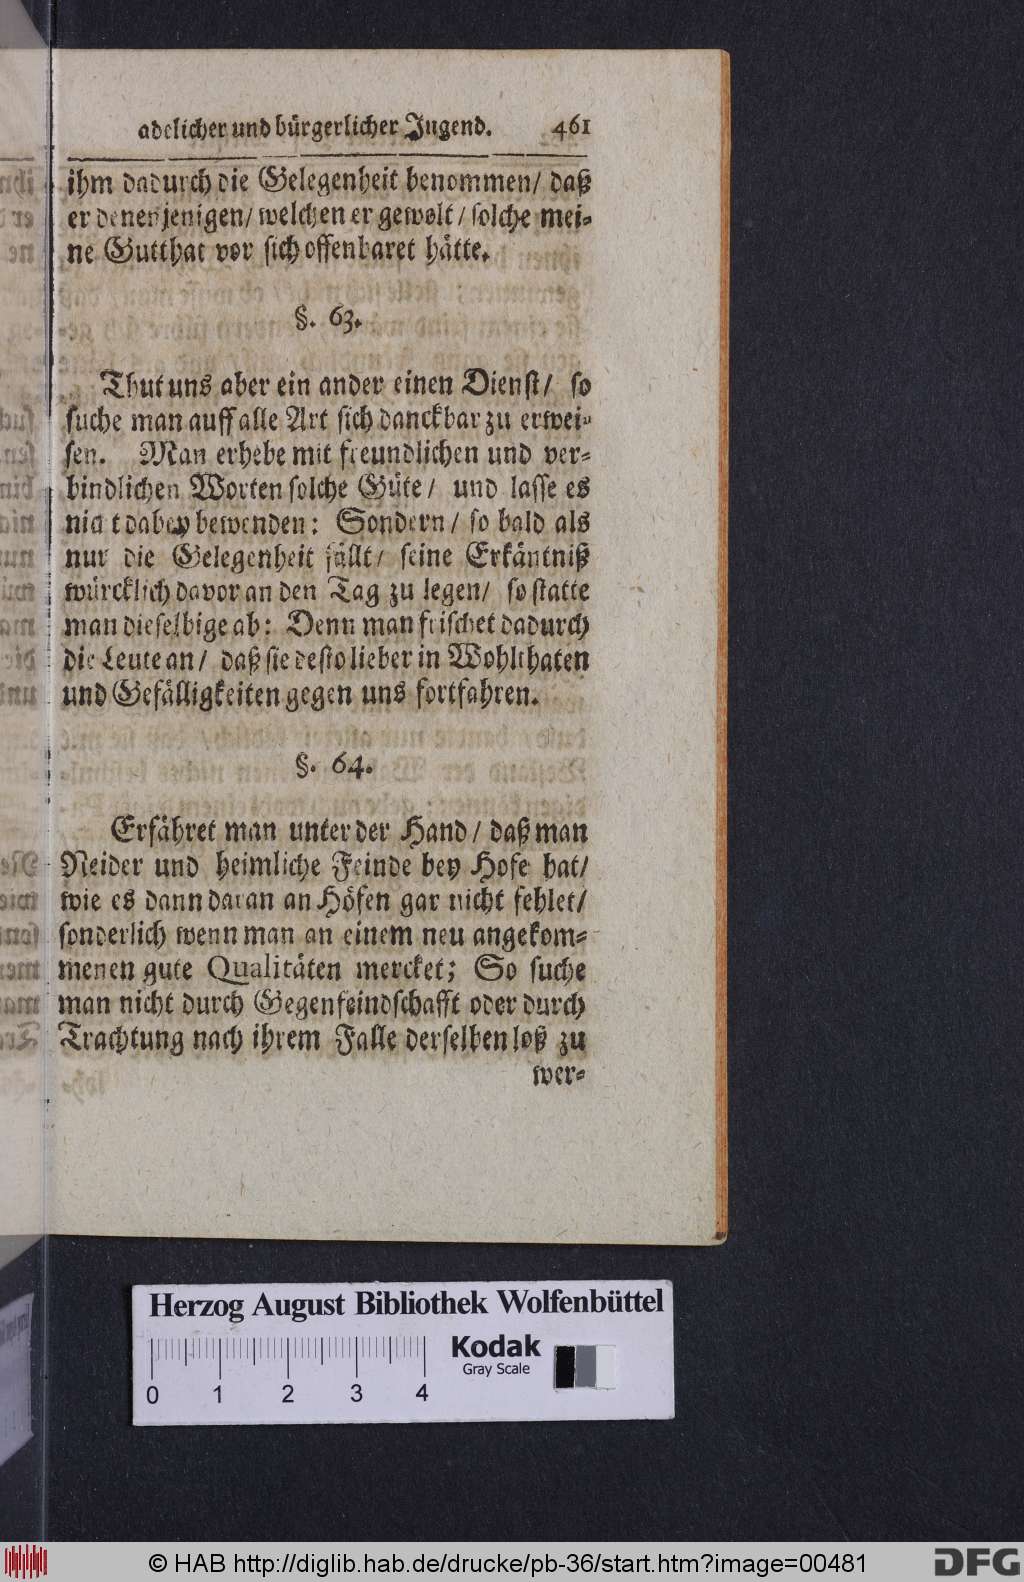 adelicher und bürgerlicher Jugend. 461
ihm dadurch die Gelegenheit benommen/ daß
er denenjenigen/ welchen er gewolt/ solche mei-
ne Gutthat vor sich offenbaret hätte.
§. 63.
Thut uns aber ein ander einen Dienst/ so
suche man auff alle Art sich danckbar zu erwei-
sen. Man erhebe mit freundlichen und ver-
bindlichen Worten solche Güte/ und lasse es
nicht dabey bewenden: Sondern/ so bald als
nur die Gelegenheit fällt/ seine Erkäntniß
würcklich davor an den Tag zu legen/ so statte
man dieselbige ab: Denn man frischet dadurch
die Leute an/ daß sie desto lieber in Wohlthaten
und Gefälligkeiten gegen uns fortfahren.
§. 64.
Erfähret man unter der Hand/ daß man
Neider und heimliche Feinde bey Hofe hat/
wie es dann daran an Höfen gar nicht fehlet/
sonderlich wenn man an einem neu angekom-
menen gute Qualitäten mercket; So suche
man nicht durch Gegenfeindschafft oder durch
Trachtung nach ihrem Falle derselben loß zu
wer-
Herzog August Bibliothek Wolfenbüttel
Kodak
Gray Scale
0 1 2 3 4
© HAB http://diglib.hab.de/drucke/pb-36/start.htm?image=00481
DFG